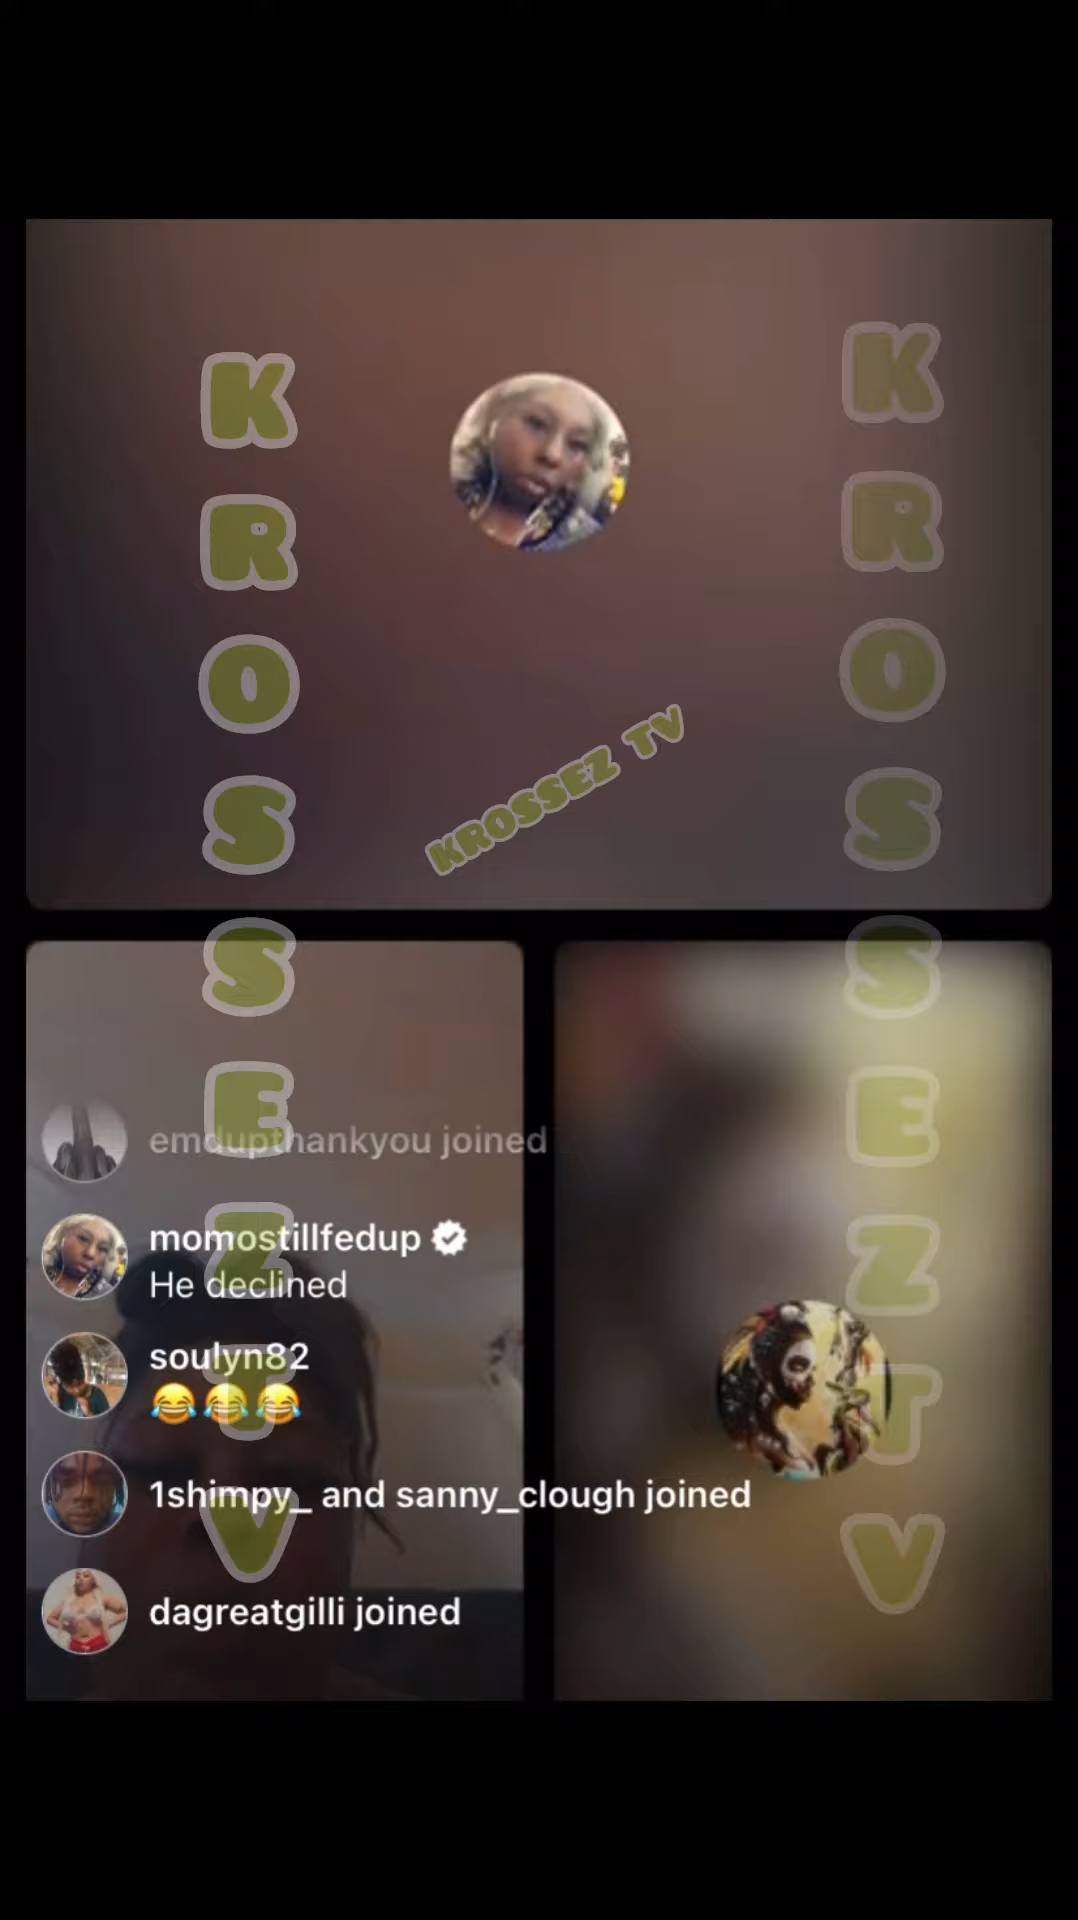 KROSSEZ TV
KROSSEZ TV
KROSSEZ TV
emdupthankyou joined
momostillfedup
He declined
soulyn82
😂😂😂
1shimpy_ and sanny_clough joined
dagreatgilli joined